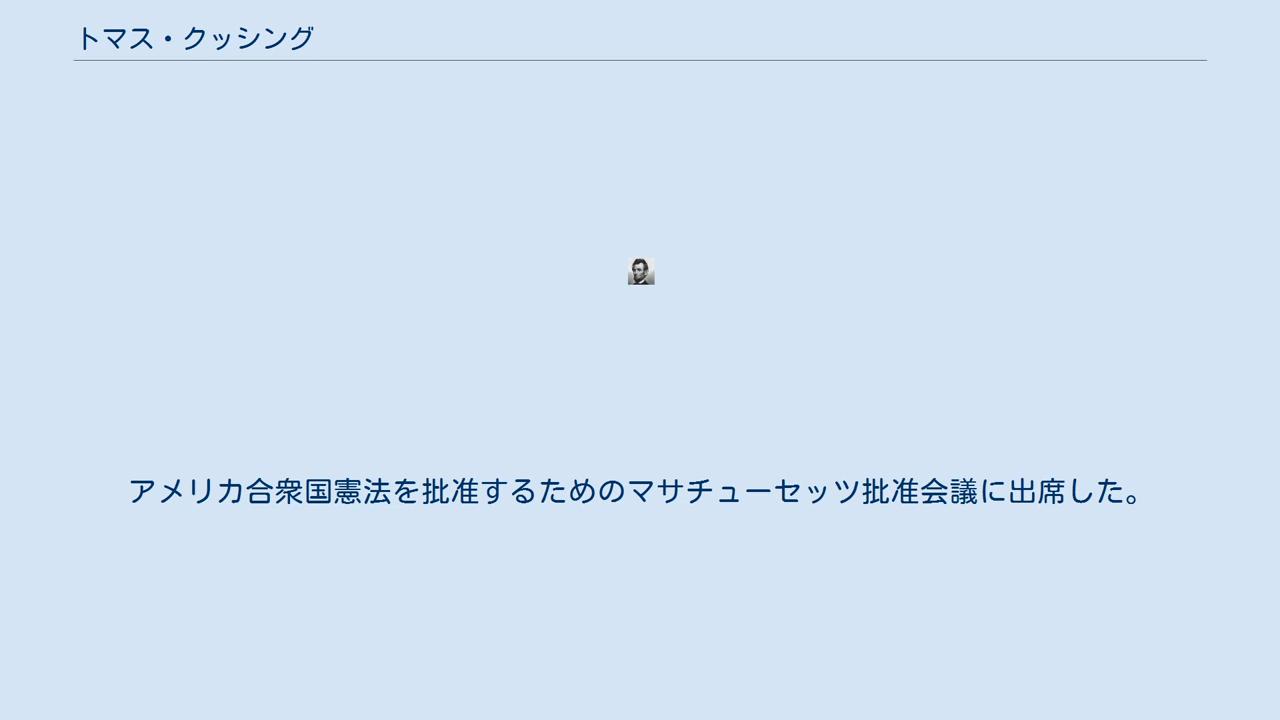 トマス・クッシング
アメリカ合衆国憲法を批准するためのマサチューセッツ批准会議に出席した。